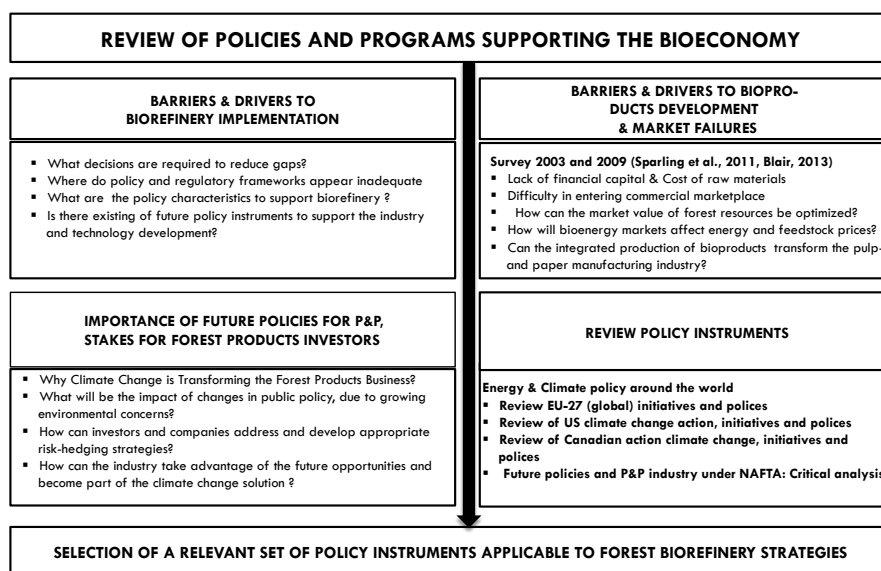 REVIEW OF POLICIES AND PROGRAMS SUPPORTING THE BIOECONOMY
BARRIERS & DRIVERS TO
BIOREFINERY IMPLEMENTATION
▪ What decisions are required to reduce gaps?
▪ Where do policy and regulatory frameworks appear inadequate
▪ What are the policy characteristics to support biorefinery ?
▪ Is there existing of future policy instruments to support the industry
and technology development?
BARRIERS & DRIVERS TO BIOPRO-
DUCTS DEVELOPMENT
& MARKET FAILURES
Survey 2003 and 2009 (Sparling et al., 2011, Blair, 2013)
▪ Lack of financial capital & Cost of raw materials
▪ Difficulty in entering commercial marketplace
▪ How can the market value of forest resources be optimized?
▪ How will bioenergy markets affect energy and feedstock prices?
▪ Can the integrated production of bioproducts transform the pulp-
and paper manufacturing industry?
IMPORTANCE OF FUTURE POLICIES FOR P&P,
STAKES FOR FOREST PRODUCTS INVESTORS
▪ Why Climate Change is Transforming the Forest Products Business?
▪ What will be the impact of changes in public policy, due to growing
environmental concerns?
▪ How can investors and companies address and develop appropriate
risk-hedging strategies?
▪ How can the industry take advantage of the future opportunities and
become part of the climate change solution ?
REVIEW POLICY INSTRUMENTS
Energy & Climate policy around the world
▪ Review EU-27 (global) initiatives and polices
▪ Review of US climate change action, initiatives and polices
▪ Review of Canadian action climate change, initiatives and
polices
▪ Future policies and P&P industry under NAFTA: Critical analysis
SELECTION OF A RELEVANT SET OF POLICY INSTRUMENTS APPLICABLE TO FOREST BIOREFINERY STRATEGIES